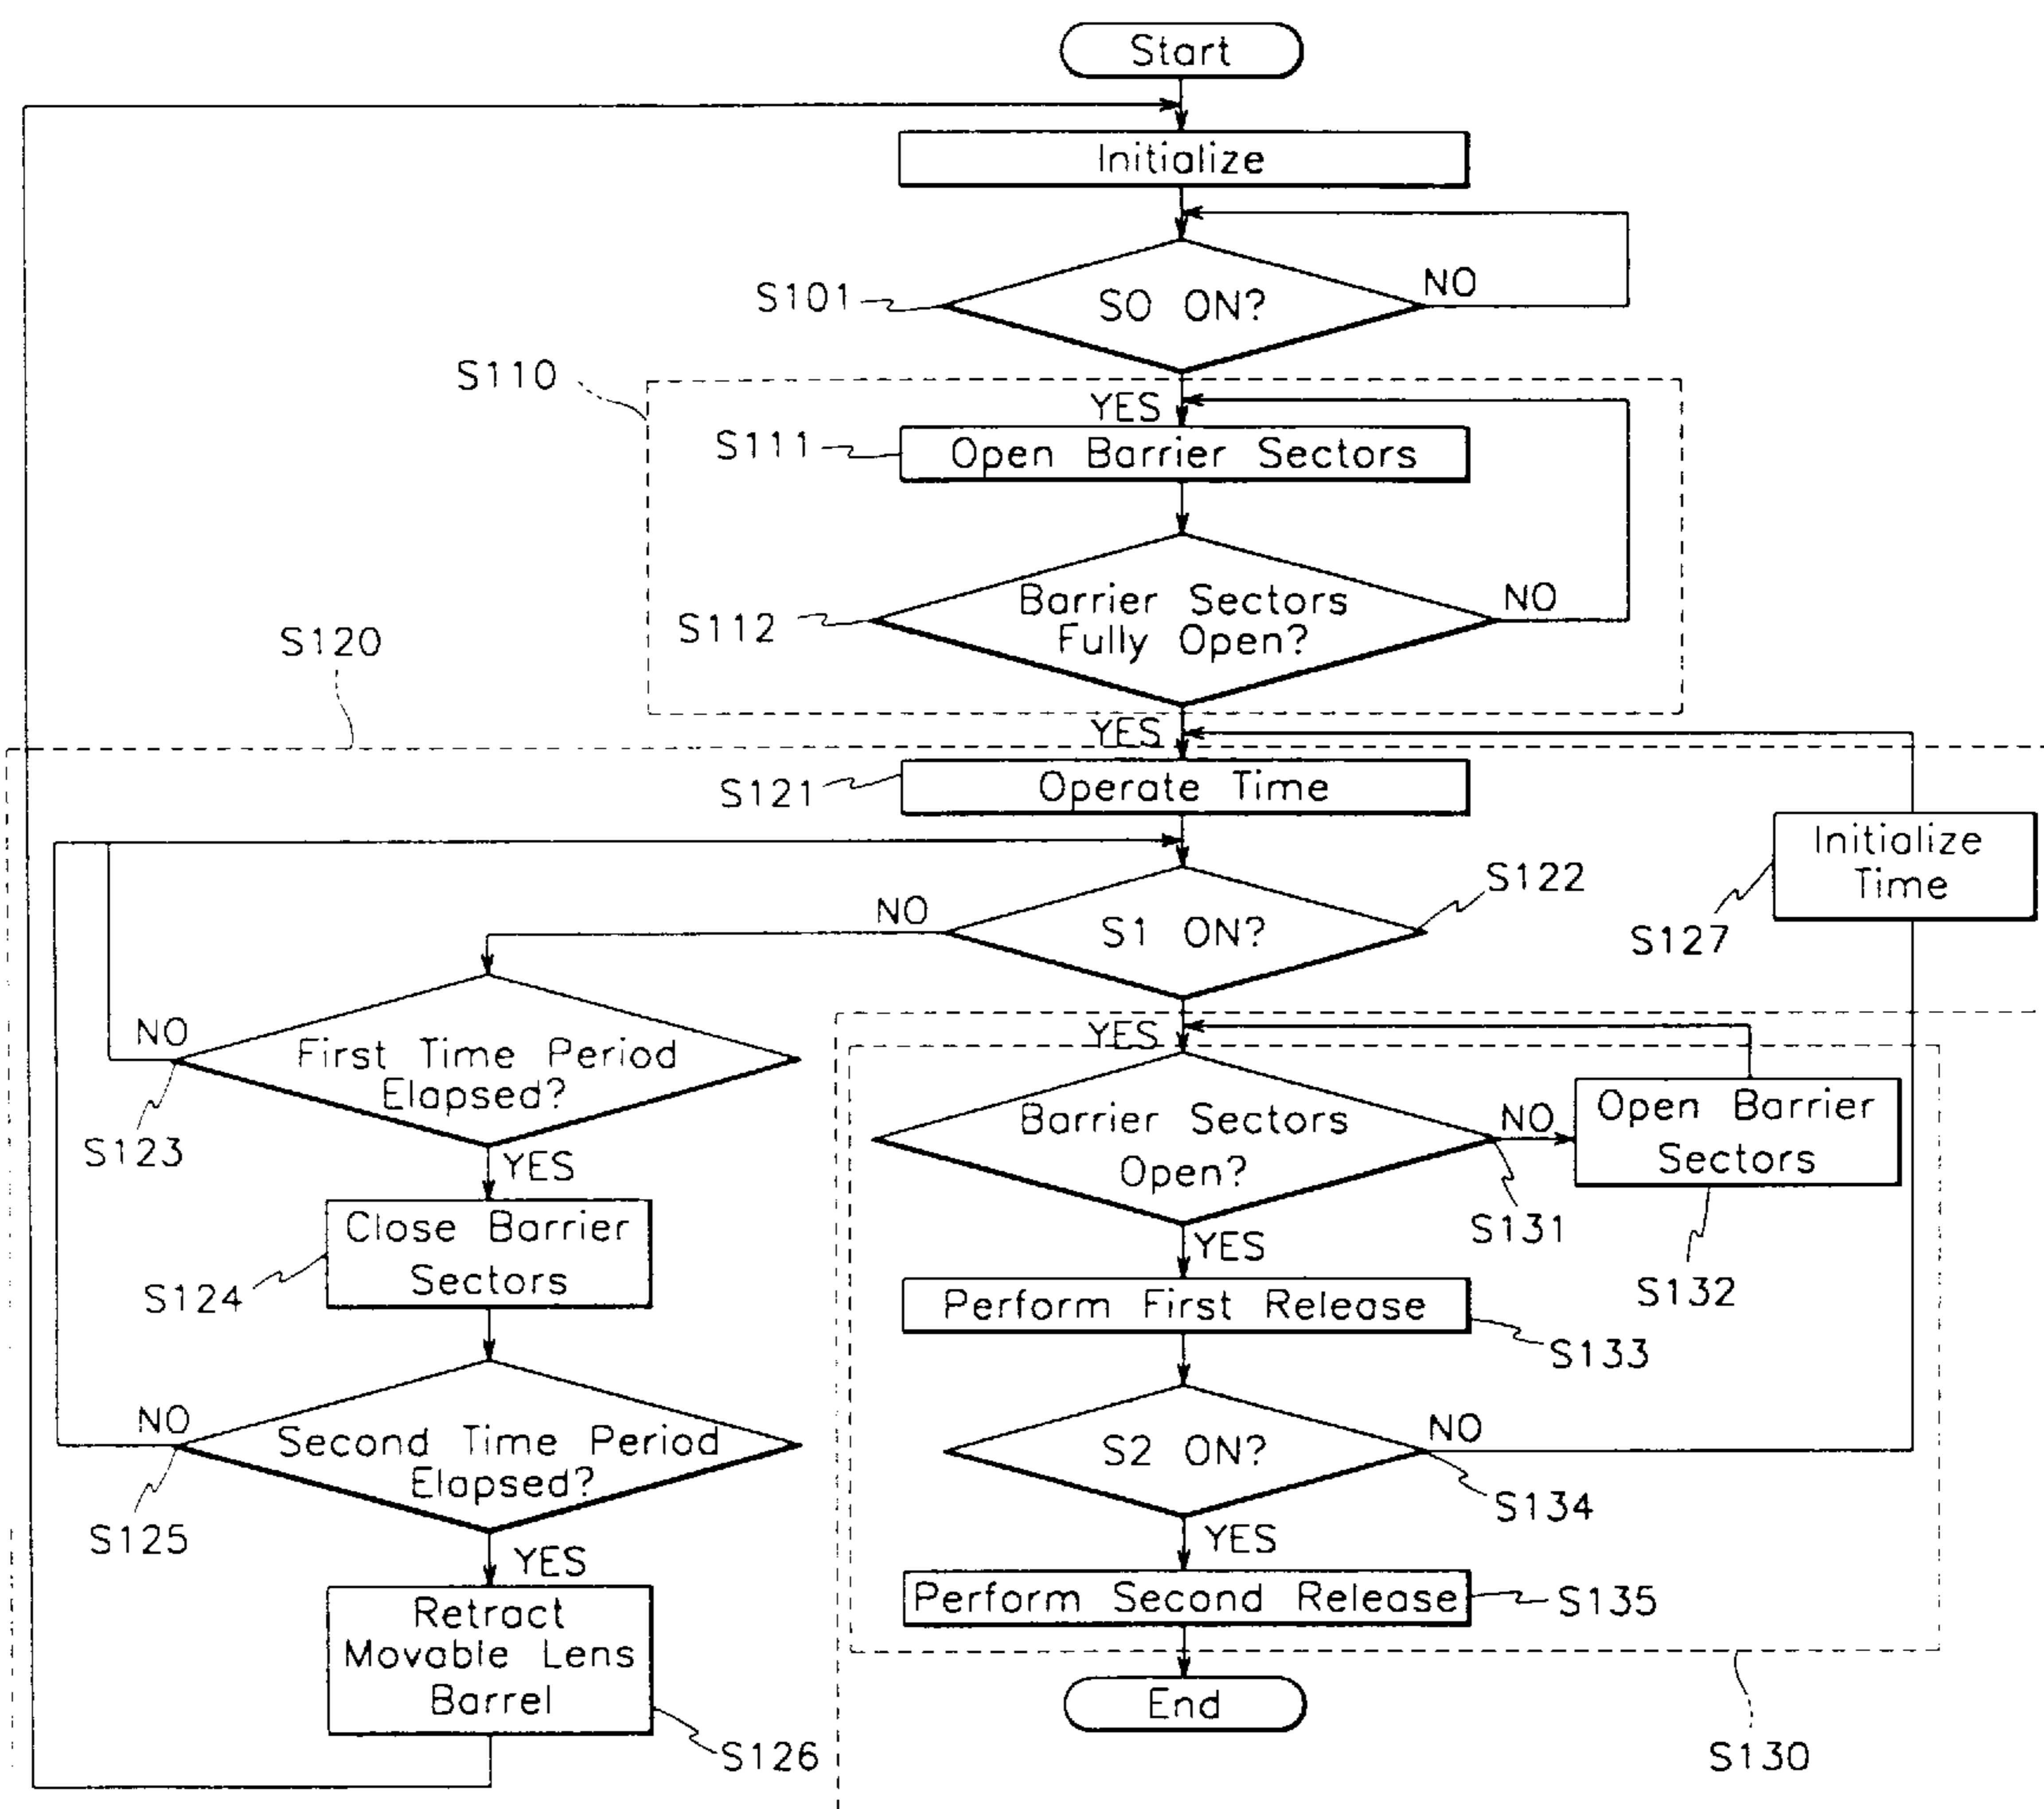 Start
Initialize
S101
SO ON?
NO
S110
YES
S111
Open Barrier Sectors
S112
Barrier Sectors
Fully Open?
NO
S120
YES
S121
Operate Time
Initialize
Time
S127
S122
S1 ON?
NO
NO
First Time Period
Elapsed?
S123
YES
Close Barrier
Sectors
S124
NO
Second Time Period
Elapsed?
S125
YES
Retract
Movable Lens
Barrel
S126
YES
Barrier Sectors
Open?
NO
Open Barrier
Sectors
S131
S132
YES
Perform First Release
S133
S2 ON?
NO
S134
YES
Perform Second Release
S135
End
S130